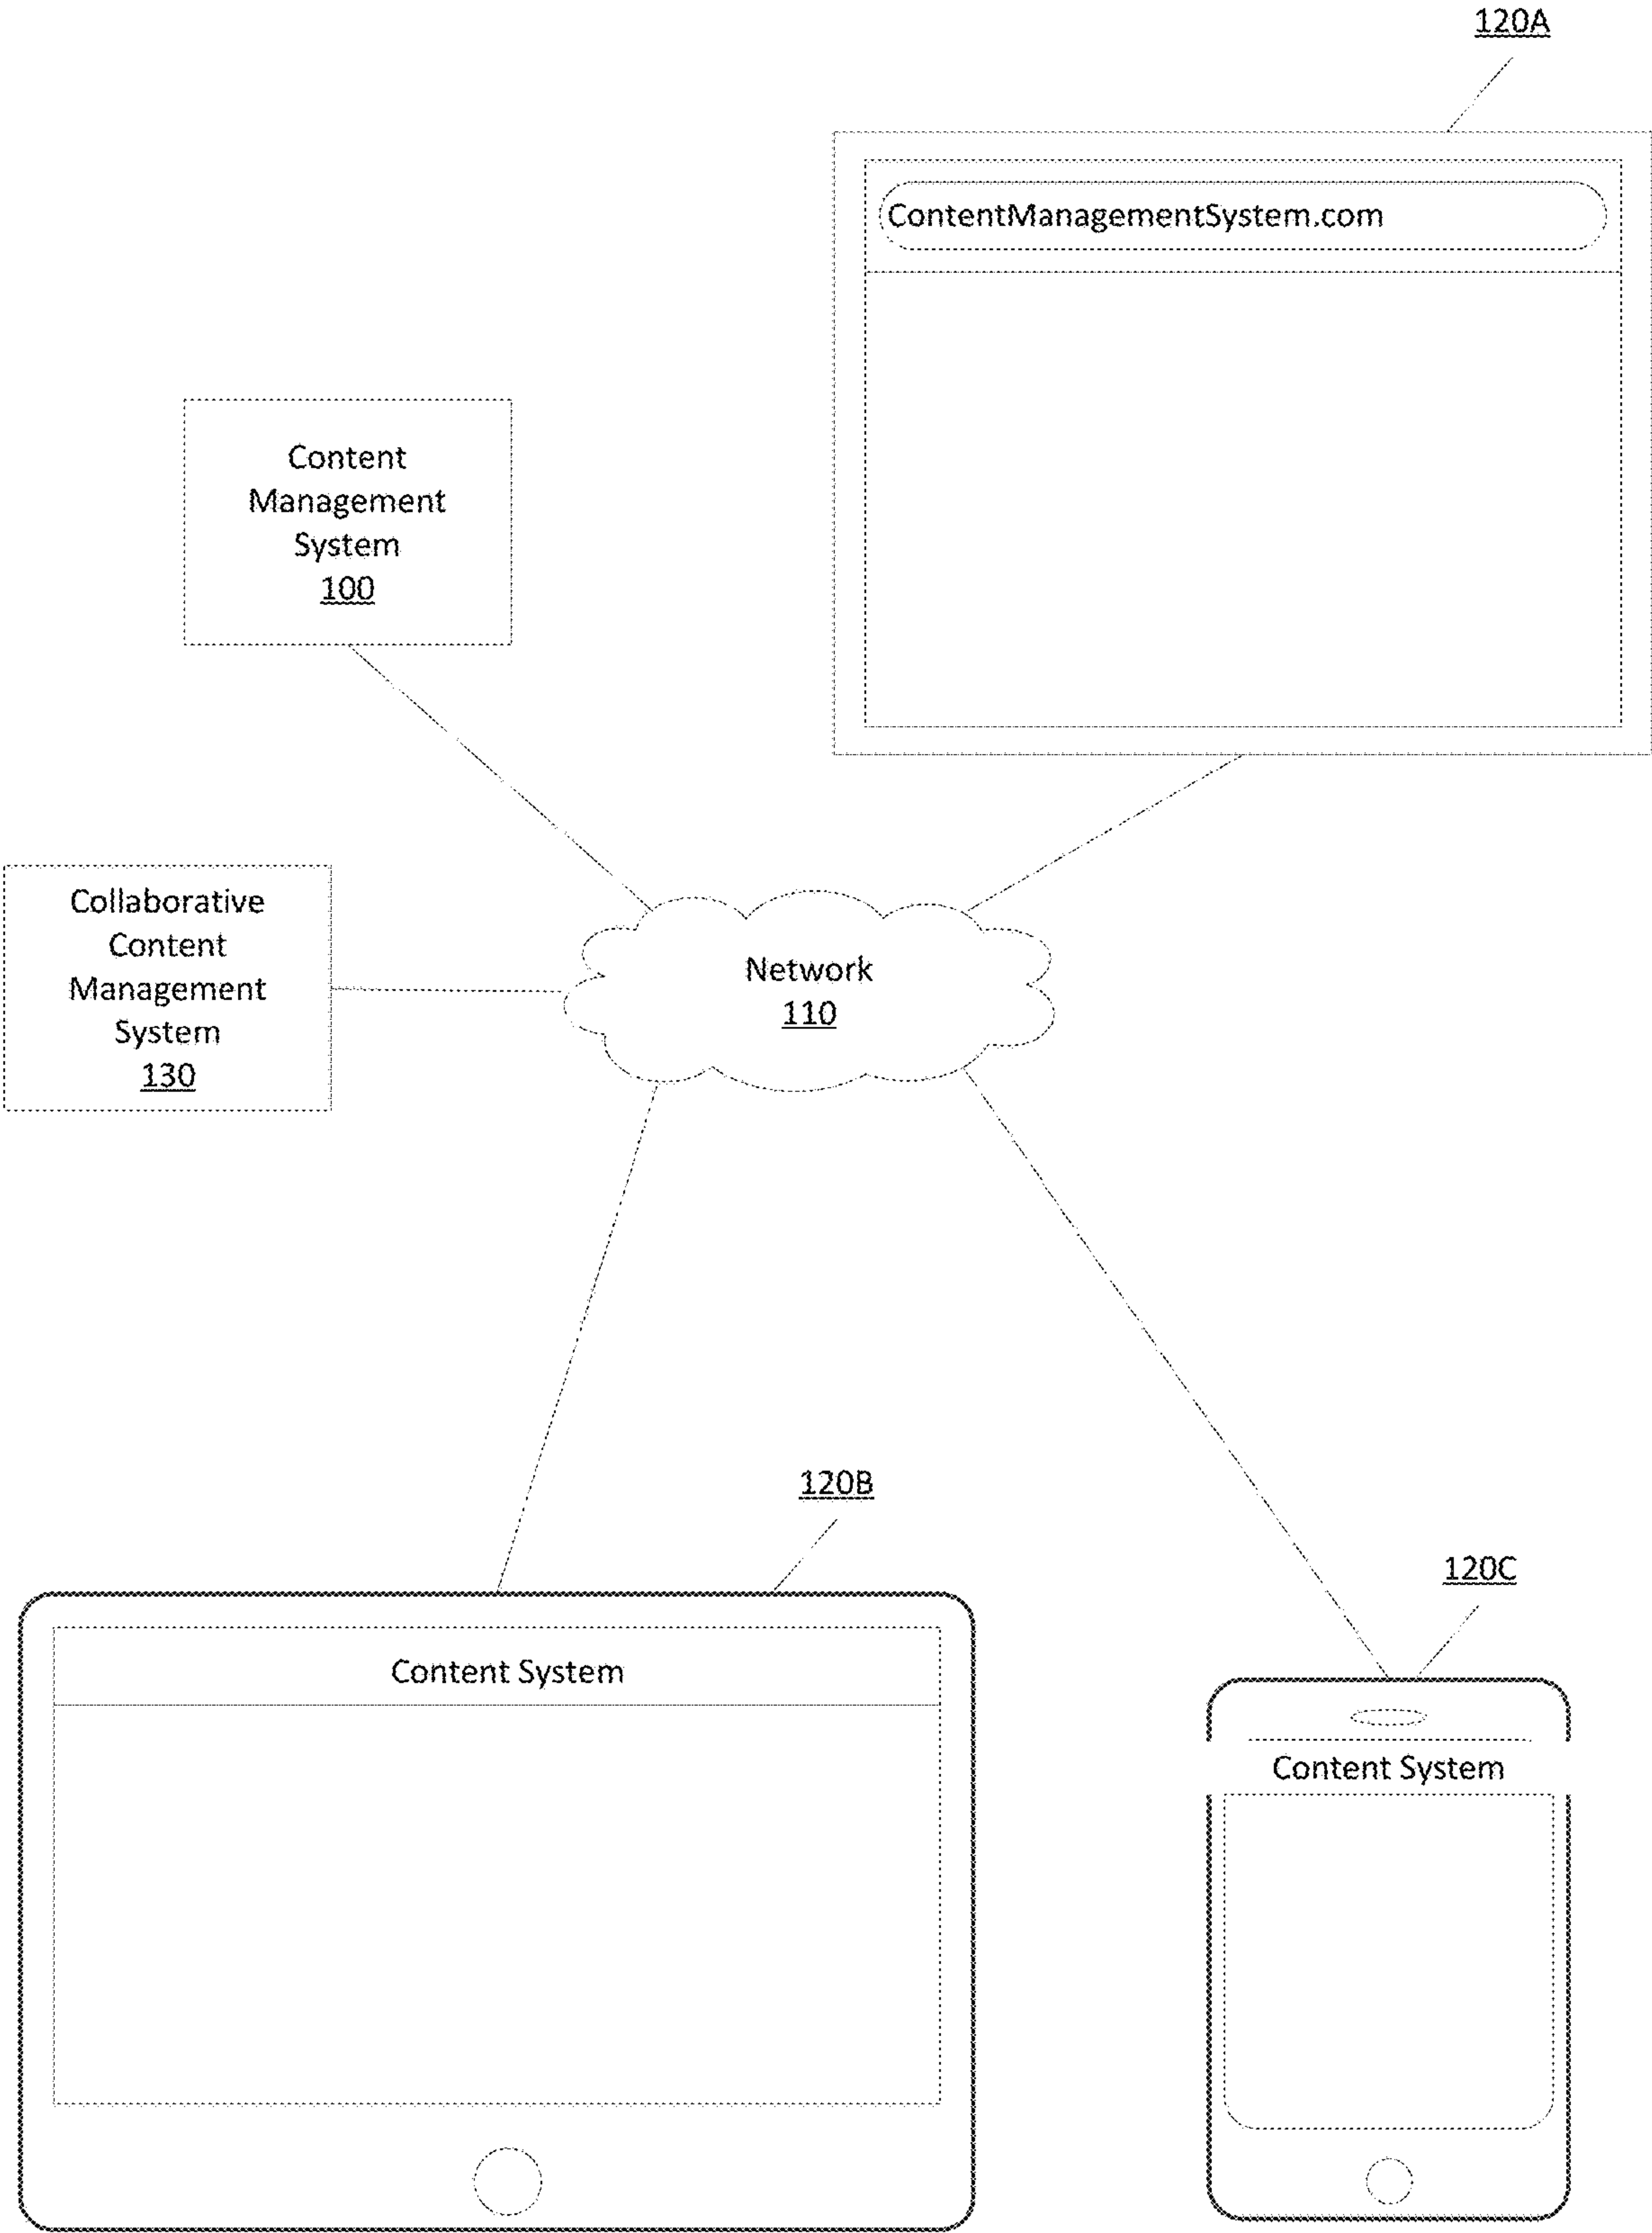 120A
ContentManagementSystem.com
Content
Management
System
100
Collaborative
Content
Management
System
130
Network
110
120B
Content System
120C
Content System